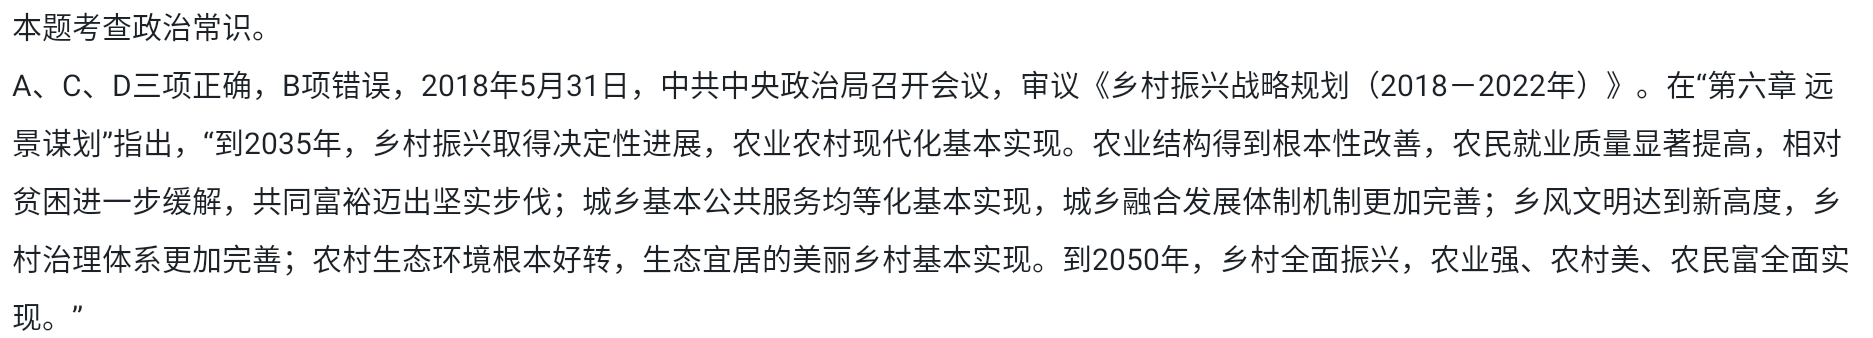 本题考查政治常识。
A、C、D三项正确，B项错误，2018年5月31日，中共中央政治局召开会议，审议《乡村振兴战略规划（2018－2022年）》。在“第六章 远
景谋划”指出，“到2035年，乡村振兴取得决定性进展，农业农村现代化基本实现。农业结构得到根本性改善，农民就业质量显著提高，相对
贫困进一步缓解，共同富裕迈出坚实步伐；城乡基本公共服务均等化基本实现，城乡融合发展体制机制更加完善；乡风文明达到新高度，乡
村治理体系更加完善；农村生态环境根本好转，生态宜居的美丽乡村基本实现。到2050年，乡村全面振兴，农业强、农村美、农民富全面实
现。”